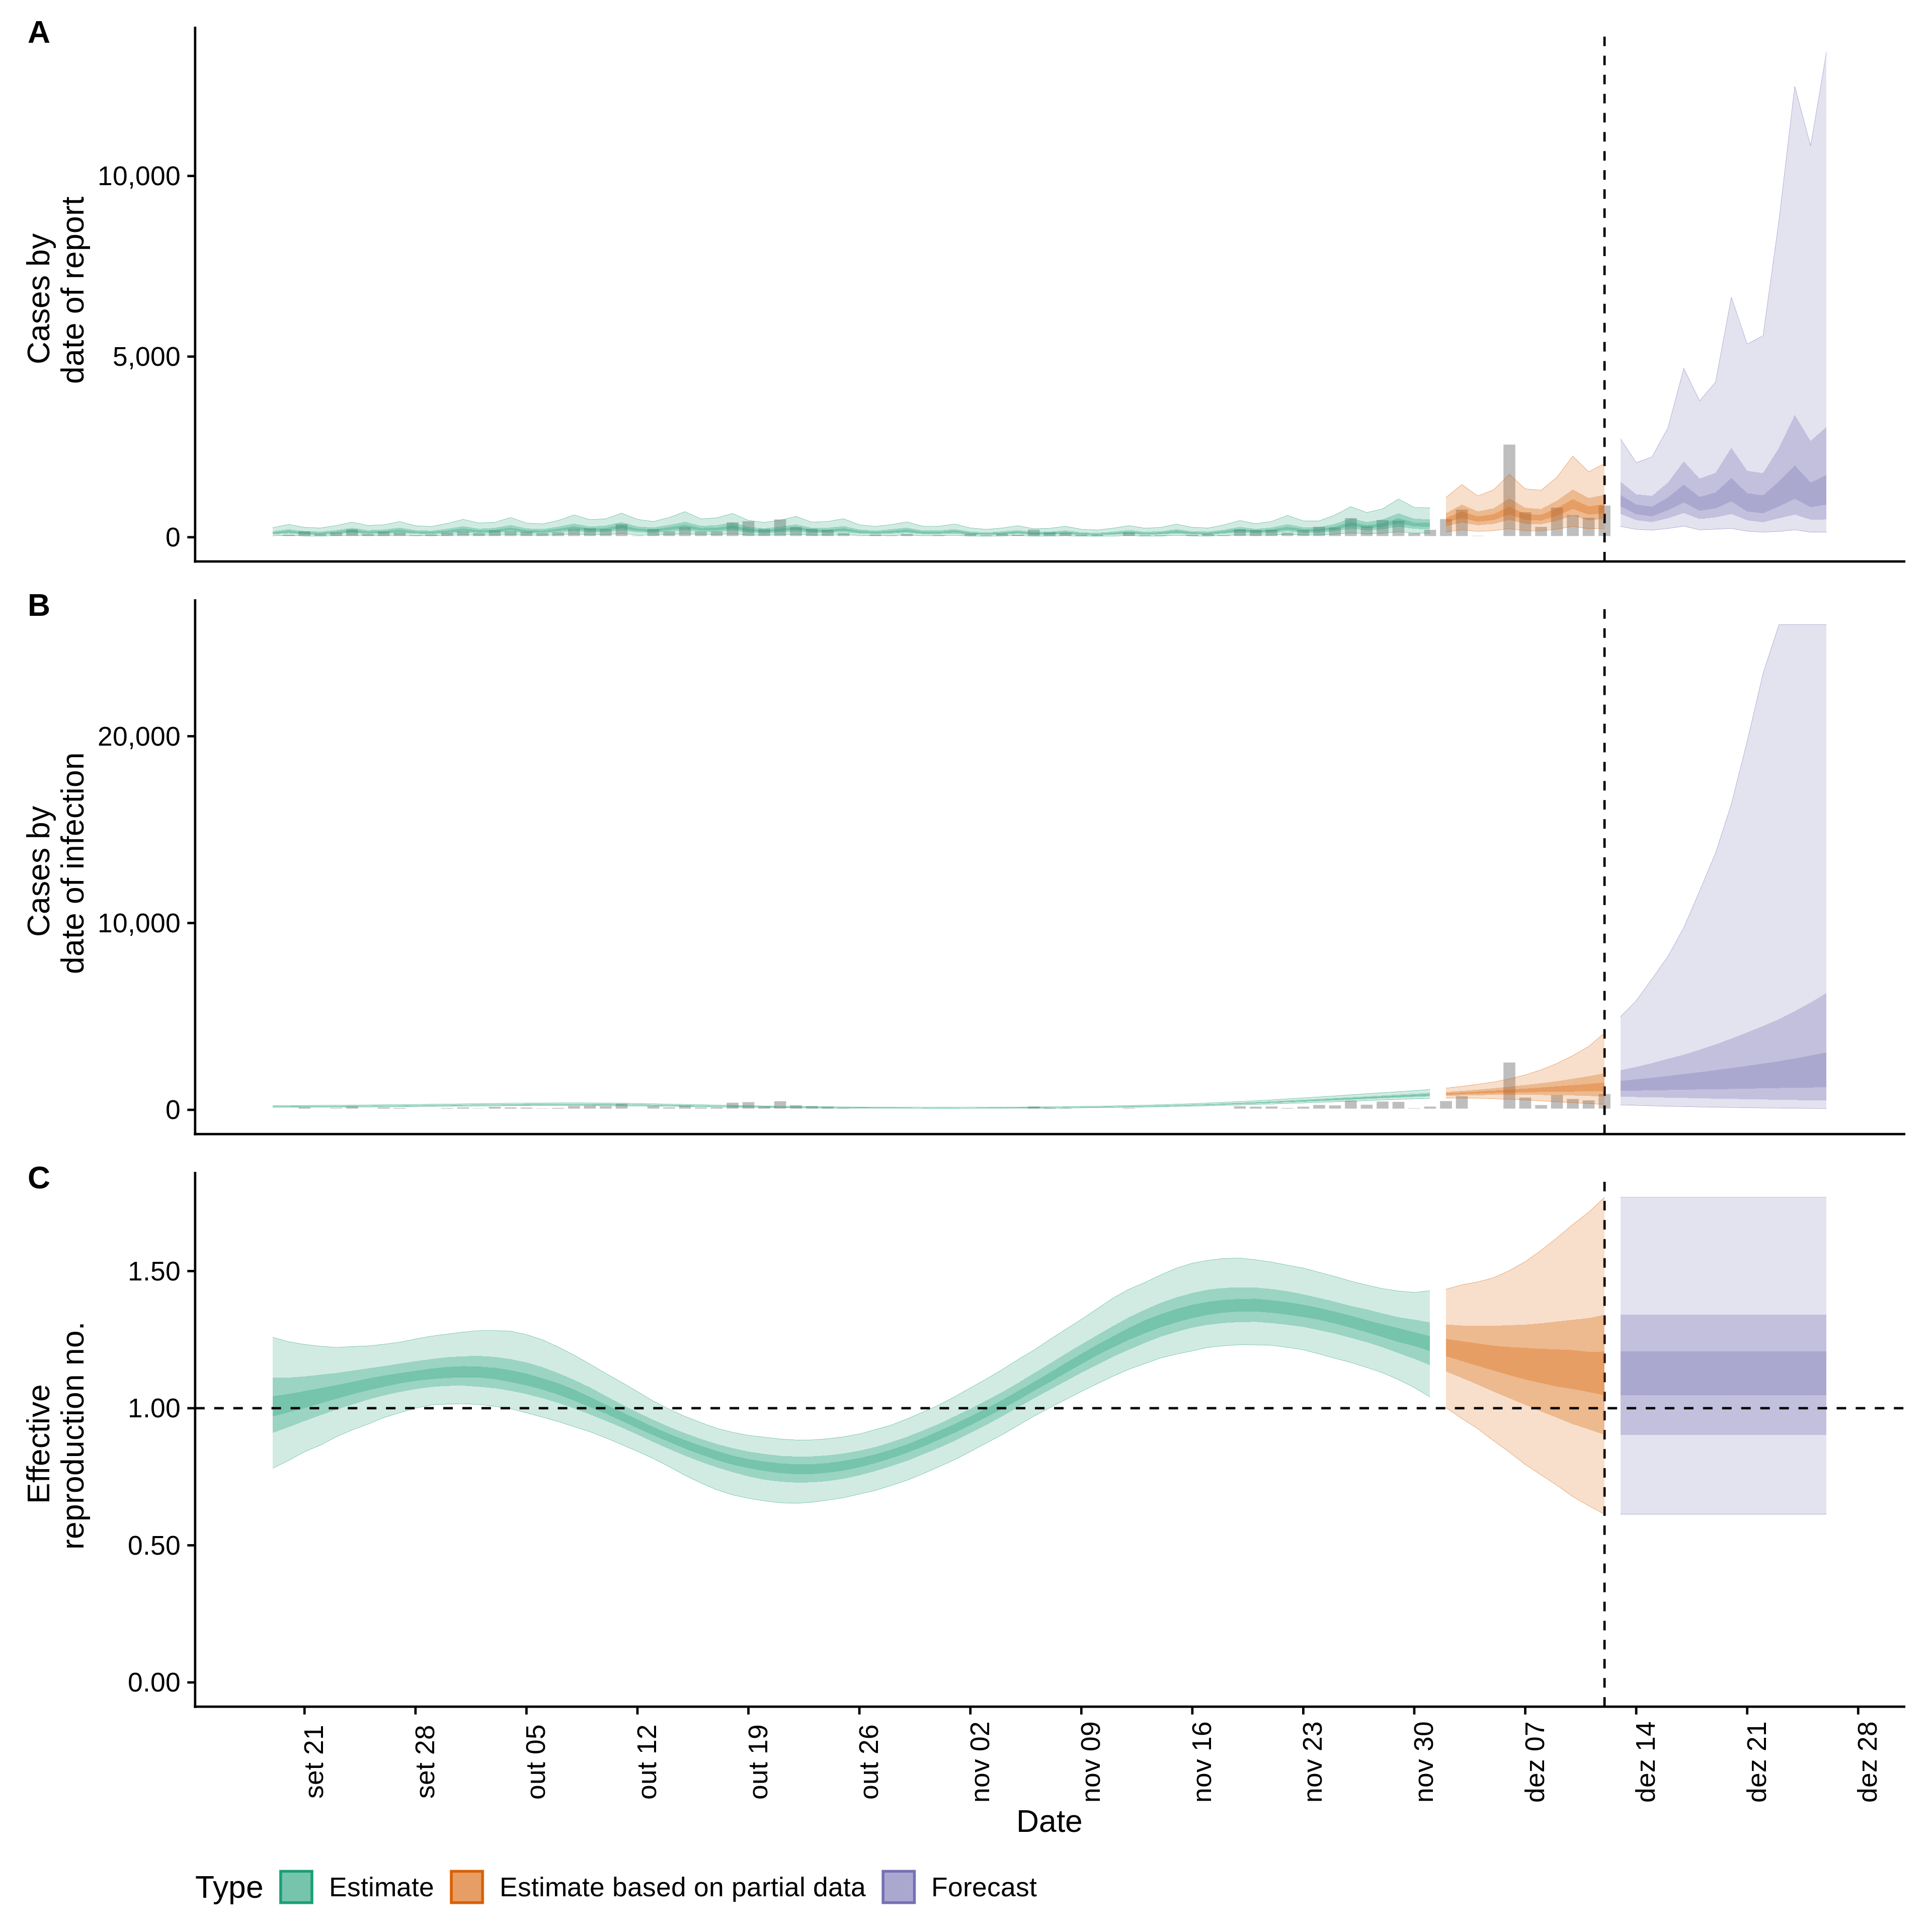 A
Cases by
date of report
10,000
5,000
0
B
Cases by
date of infection
20,000
10,000
0
C
Effective
reproduction no.
1.50
1.00
0.50
0.00
set 21
set 28
out 05
out 12
out 19
out 26
nov 02
nov 09
nov 16
nov 23
nov 30
dez 07
dez 14
dez 21
dez 28
Date
Type Estimate Estimate based on partial data Forecast